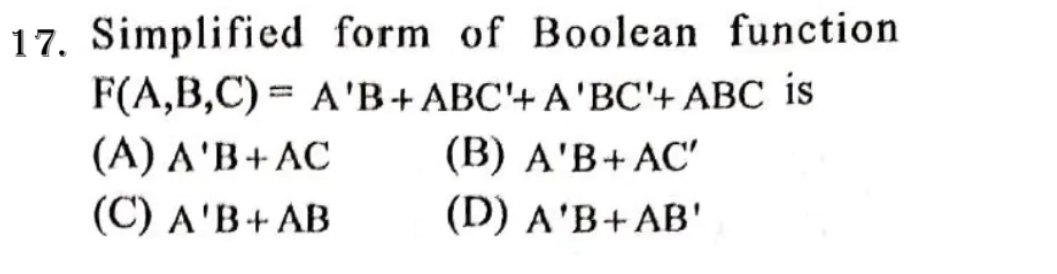 17. Simplified form of Boolean function
F(A,B,C) = A'B + ABC'+ A'BC'+ ABC is
(A) A'B + AC (B) A'B + AC'
(C) A'B + AB (D) A'B + AB'